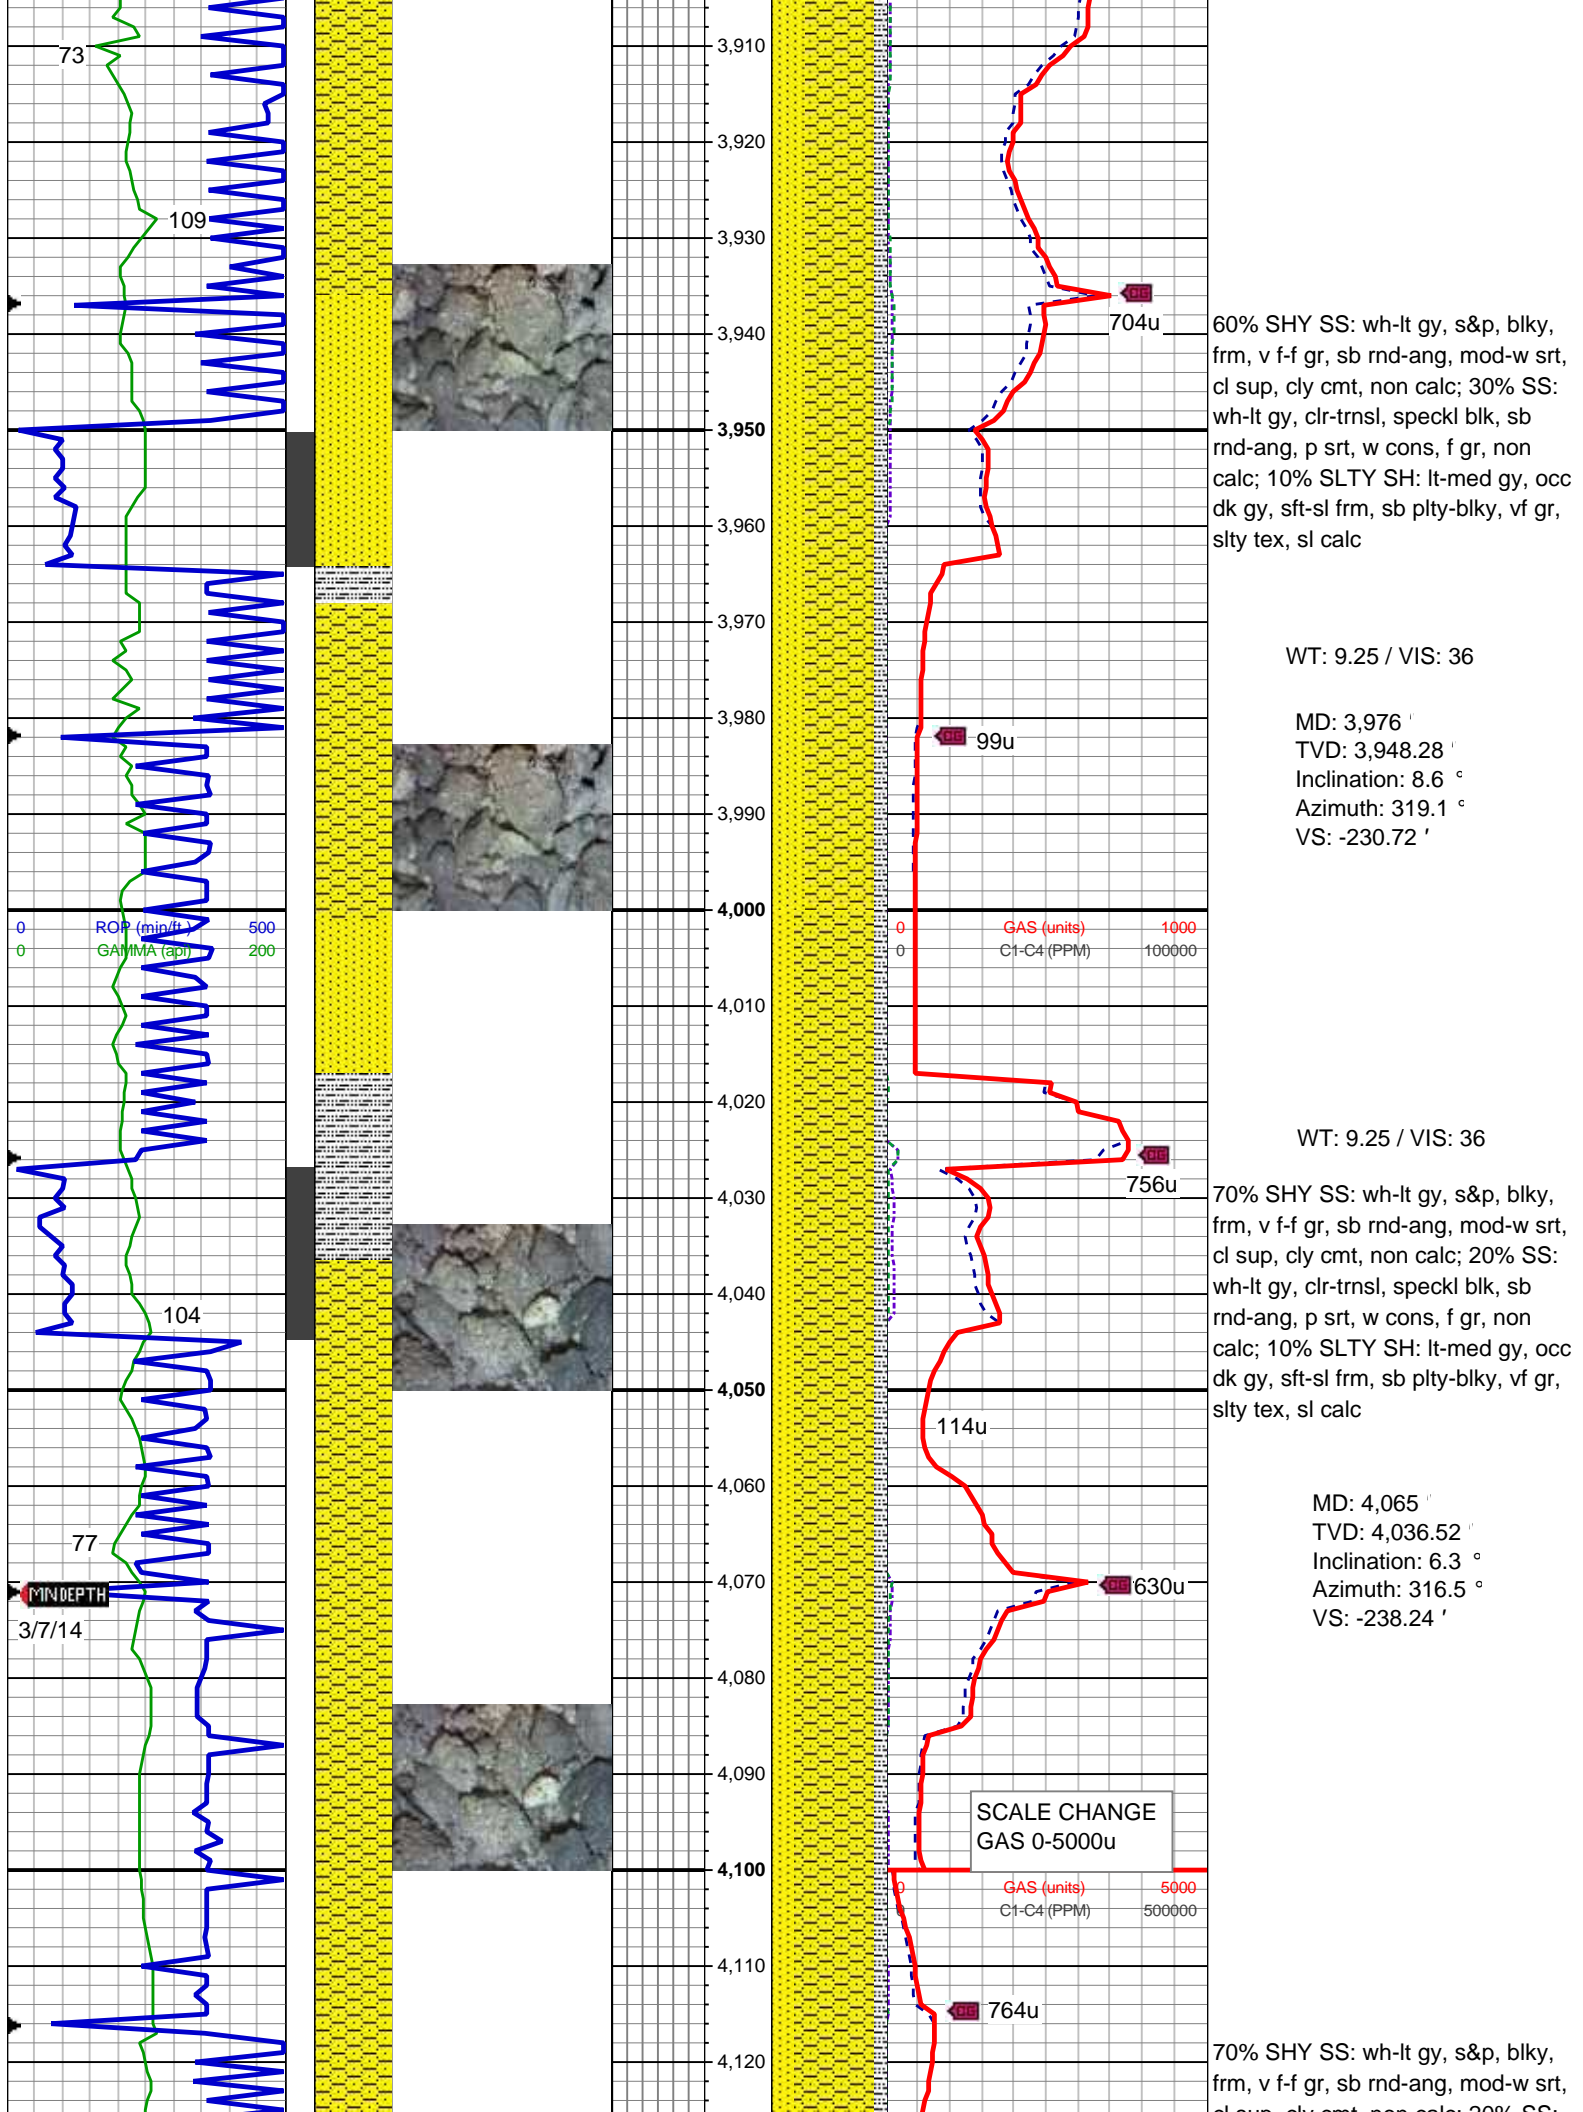 3,910
73
3,920
109
3,930
CG
704u
3,940
60% SHY SS: wh-lt gy, s&p, blky,
frm, v f-f gr, sb rnd-ang, mod-w srt,
cl sup, cly cmt, non calc; 30% SS:
wh-lt gy, clr-trnsl, speckl blk, sb
rnd-ang, p srt, w cons, f gr, non
calc; 10% SLTY SH: lt-med gy, occ
dk gy, sft-sl frm, sb plty-blky, vf gr,
slty tex, sl calc
3,950
3,960
3,970
WT: 9.25 / VIS: 36
3,980
CG 99u
MD: 3,976 '
TVD: 3,948.28 '
Inclination: 8.6 °
Azimuth: 319.1 °
VS: -230.72 '
3,990
4,000
0 ROP (min/ft.) 500
0 GAMMA (api) 200
0 GAS (units) 1000
0 C1-C4 (PPM) 100000
4,010
4,020
WT: 9.25 / VIS: 36
CG
756u
4,030
70% SHY SS: wh-lt gy, s&p, blky,
frm, v f-f gr, sb rnd-ang, mod-w srt,
cl sup, cly cmt, non calc; 20% SS:
wh-lt gy, clr-trnsl, speckl blk, sb
rnd-ang, p srt, w cons, f gr, non
calc; 10% SLTY SH: lt-med gy, occ
dk gy, sft-sl frm, sb plty-blky, vf gr,
slty tex, sl calc
4,040
104
4,050
114u
4,060
MD: 4,065 '
TVD: 4,036.52 '
Inclination: 6.3 °
Azimuth: 316.5 °
VS: -238.24 '
77
4,070
MNDEPTH
3/7/14
CG 630u
4,080
4,090
SCALE CHANGE
GAS 0-5000u
4,100
0 GAS (units) 5000
0 C1-C4 (PPM) 500000
4,110
CG 764u
4,120
70% SHY SS: wh-lt gy, s&p, blky,
frm, v f-f gr, sb rnd-ang, mod-w srt,
cl sup, cly cmt, non calc; 20% SS: